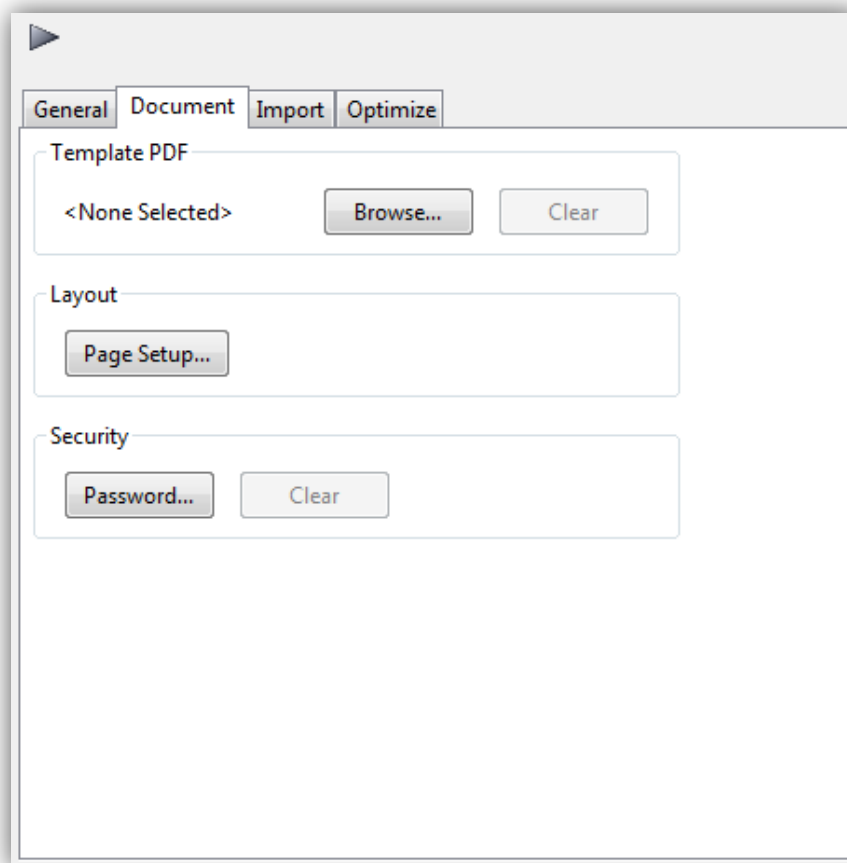 General Document Import Optimize
Template PDF
<None Selected> Browse... Clear
Layout
Page Setup...
Security
Password... Clear